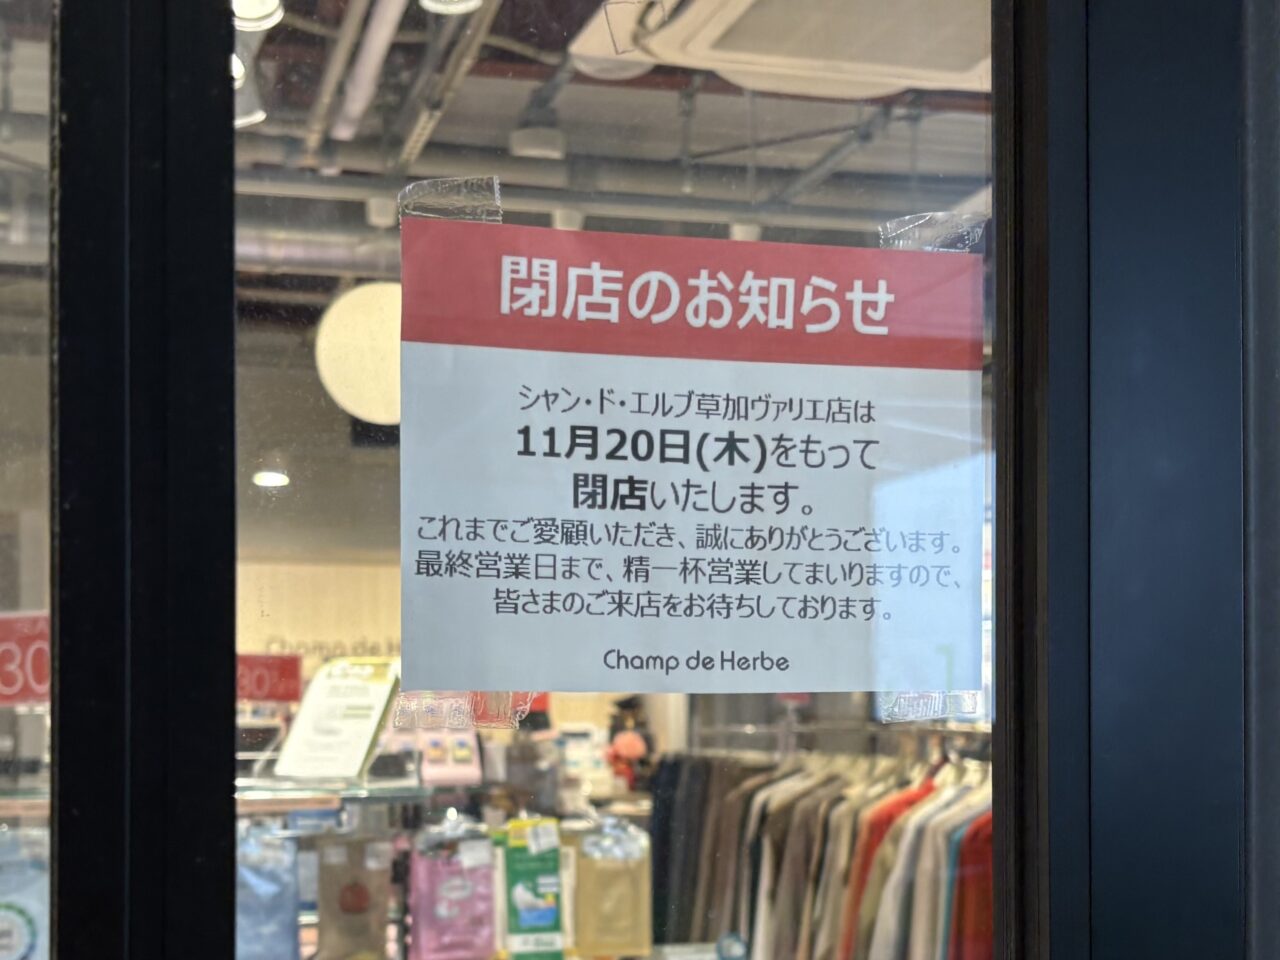 閉店のお知らせ
シャン・ド・エルブ草加ヴァリエ店は
11月20日(木)をもって
閉店いたします。
これまでご愛顧いただき、誠にありがとうございます。
最終営業日まで、精一杯営業してまいりますので、
皆さまのご来店をお待ちしております。
Champ de Herbe
Champ de H
30
30%